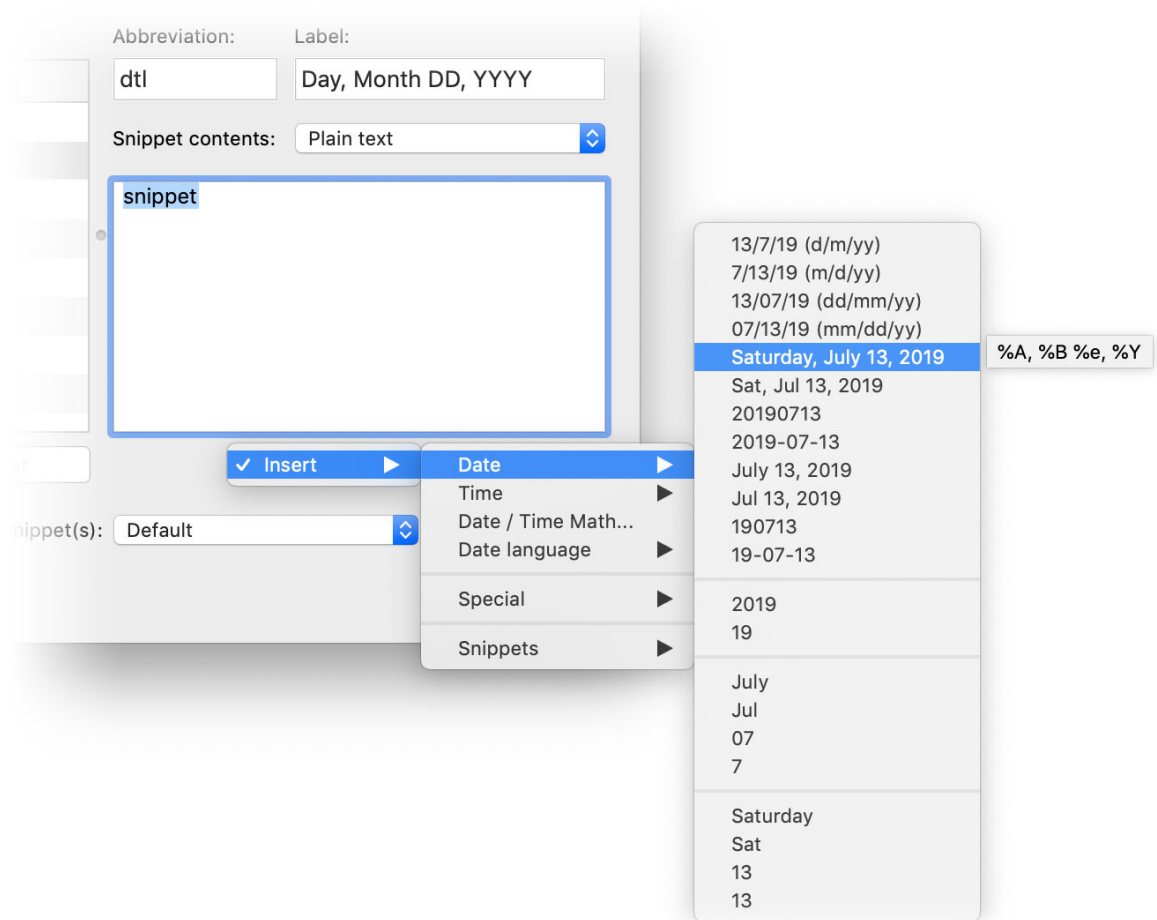 Abbreviation: Label:
dtl Day, Month DD, YYYY
Snippet contents: Plain text
snippet
Insert
Default
Date
Time
Date / Time Math...
Date language
Special
Snippets
13/7/19 (d/m/yy)
7/13/19 (m/d/yy)
13/07/19 (dd/mm/yy)
07/13/19 (mm/dd/yy)
Saturday, July 13, 2019
%A, %B %e, %Y
Sat, Jul 13, 2019
20190713
2019-07-13
July 13, 2019
Jul 13, 2019
190713
19-07-13
2019
19
July
Jul
07
7
Saturday
Sat
13
13